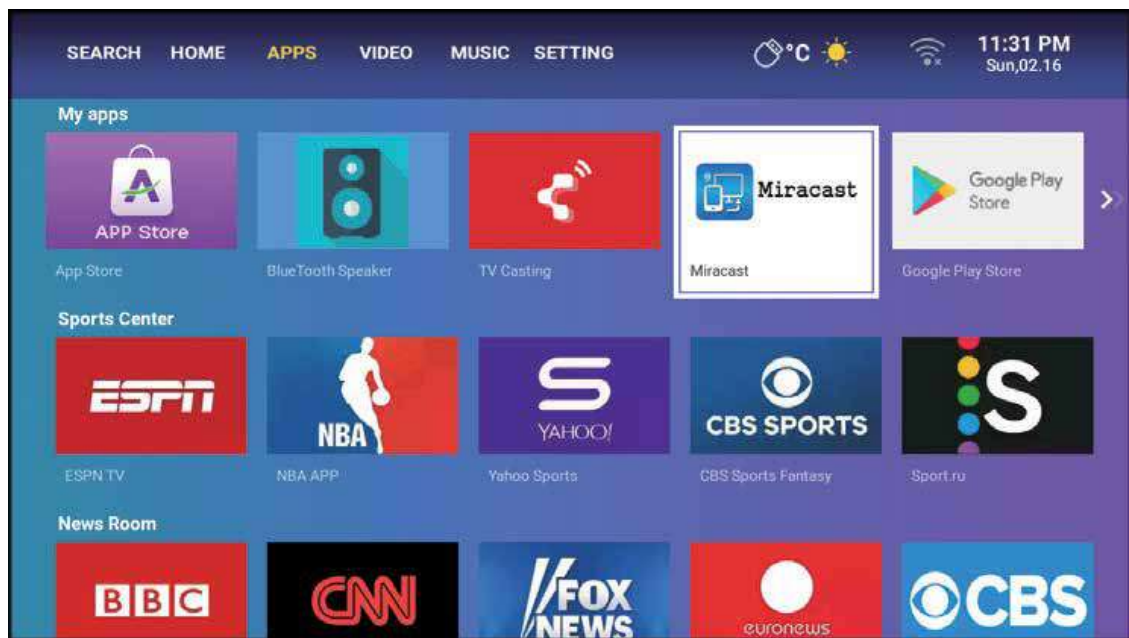 SEARCH HOME APPS VIDEO MUSIC SETTING °C 11:31 PM
Sun,02.16
My apps
A
APP Store
Miracast
Google Play
Store
App Store BlueTooth Speaker TV Casting Miracast Google Play Store
Sports Center
ESPN
NBA
S
YAHOO!
CBS SPORTS
S
ESPN TV NBA APP Yahoo Sports CBS Sports Fantasy Sport.ru
News Room
BBC
CNN
FOX
NEWS
euronews
CBS